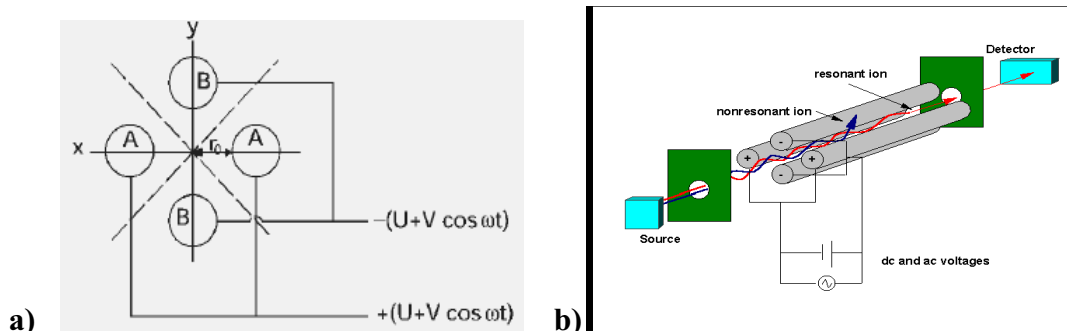 y
B
A
A
x
r₀
B
−(U+V cos ωt)
+(U+V cos ωt)
a)
Detector
resonant ion
nonresonant ion
-
+
+
-
Source
dc and ac voltages
b)